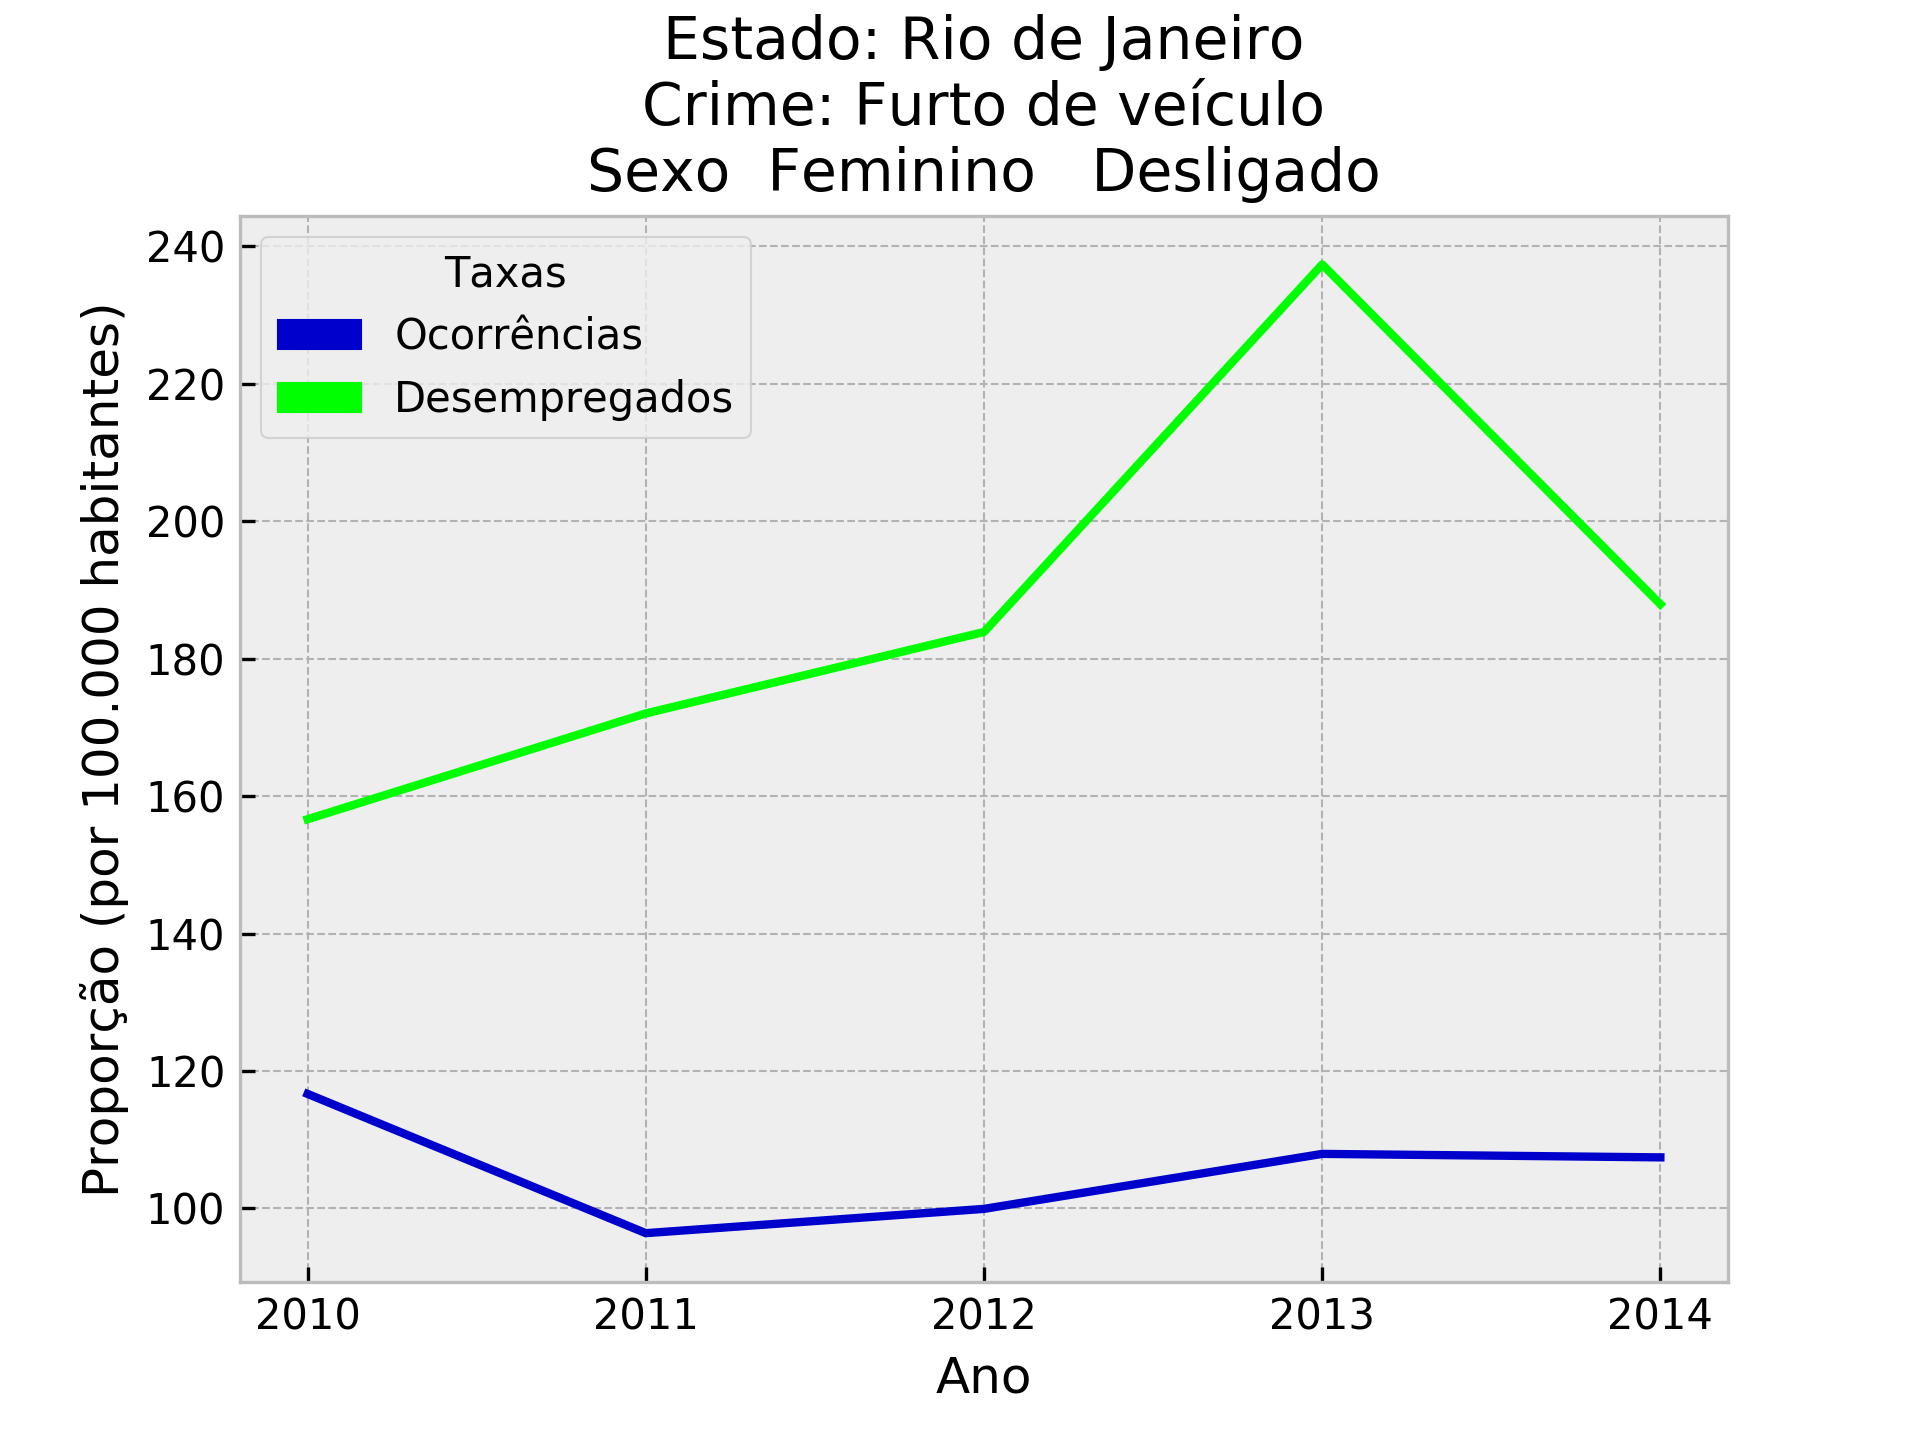 Estado: Rio de Janeiro
Crime: Furto de veículo
Sexo  Feminino   Desligado
Taxas
Ocorrências
Desempregados
Proporção (por 100.000 habitantes)
240
220
200
180
160
140
120
100
2010 2011 2012 2013 2014
Ano